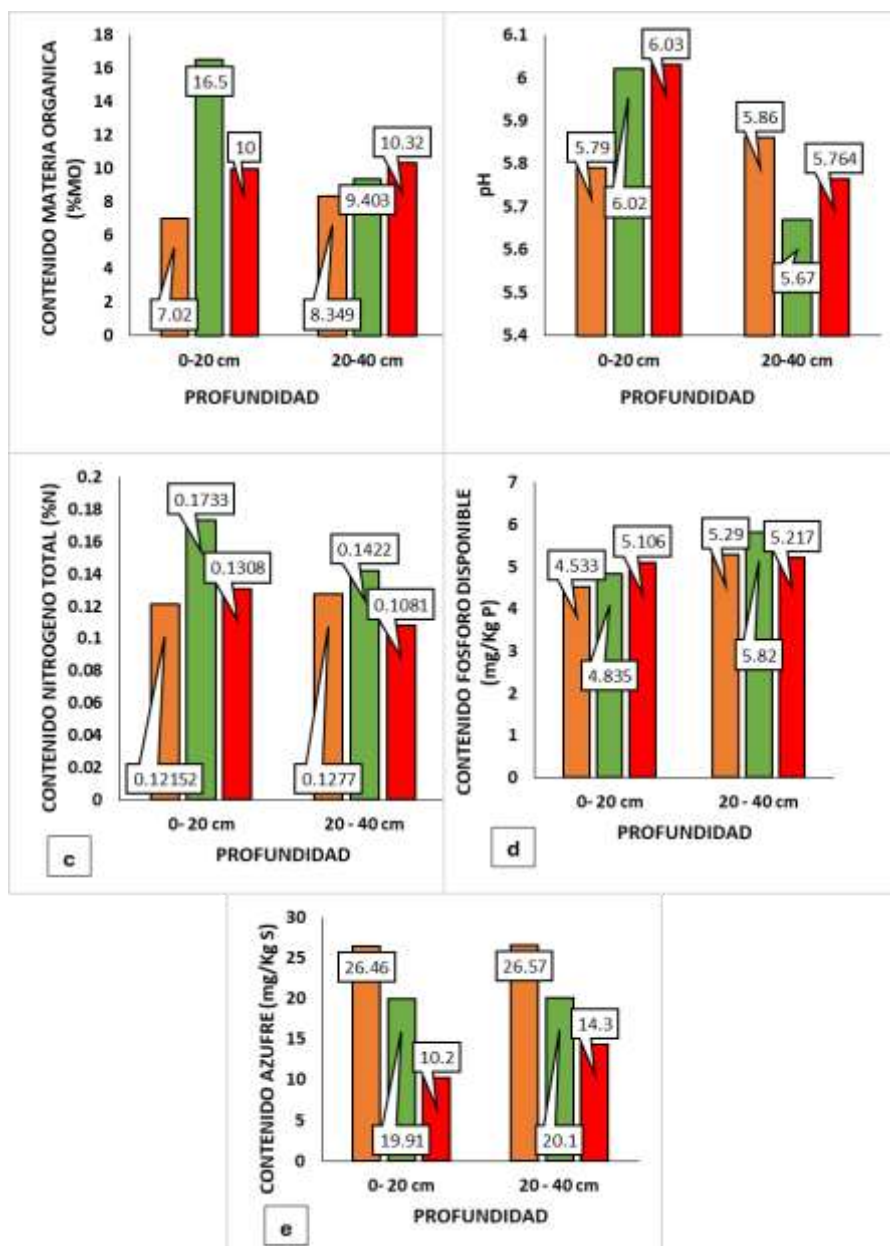 CONTENIDO MATERIA ORGANICA
(%MO)
18
16
14
12
10
8
6
4
2
0
16.5
10
7.02
10.32
9.403
8.349
0-20 cm
20-40 cm
PROFUNDIDAD
pH
6.1
6
5.9
5.8
5.7
5.6
5.5
5.4
6.03
5.79
6.02
5.86
5.764
5.67
0-20 cm
20-40 cm
PROFUNDIDAD
CONTENIDO NITROGENO TOTAL (%N)
0.2
0.18
0.16
0.14
0.12
0.1
0.08
0.06
0.04
0.02
0
0.1733
0.1308
0.12152
0.1422
0.1081
0.1277
0- 20 cm
20 - 40 cm
PROFUNDIDAD
c
CONTENIDO FOSFORO DISPONIBLE
(mg/Kg P)
7
6
5
4
3
2
1
0
4.533
5.106
4.835
5.29
5.217
5.82
0- 20 cm
20 - 40 cm
PROFUNDIDAD
d
CONTENIDO AZUFRE (mg/Kg S)
30
25
20
15
10
5
0
26.46
10.2
19.91
26.57
14.3
20.1
0- 20 cm
20 - 40 cm
PROFUNDIDAD
e